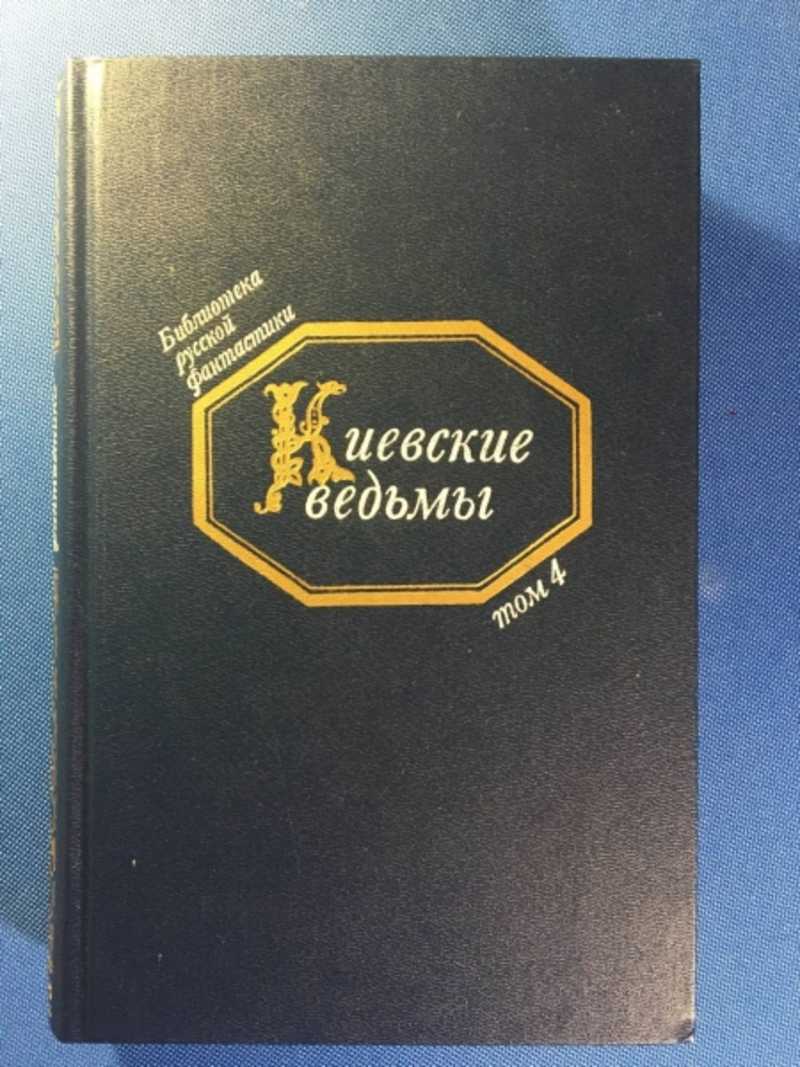 Библиотека
русской
фантастики
Киевские
ведьмы
том 4